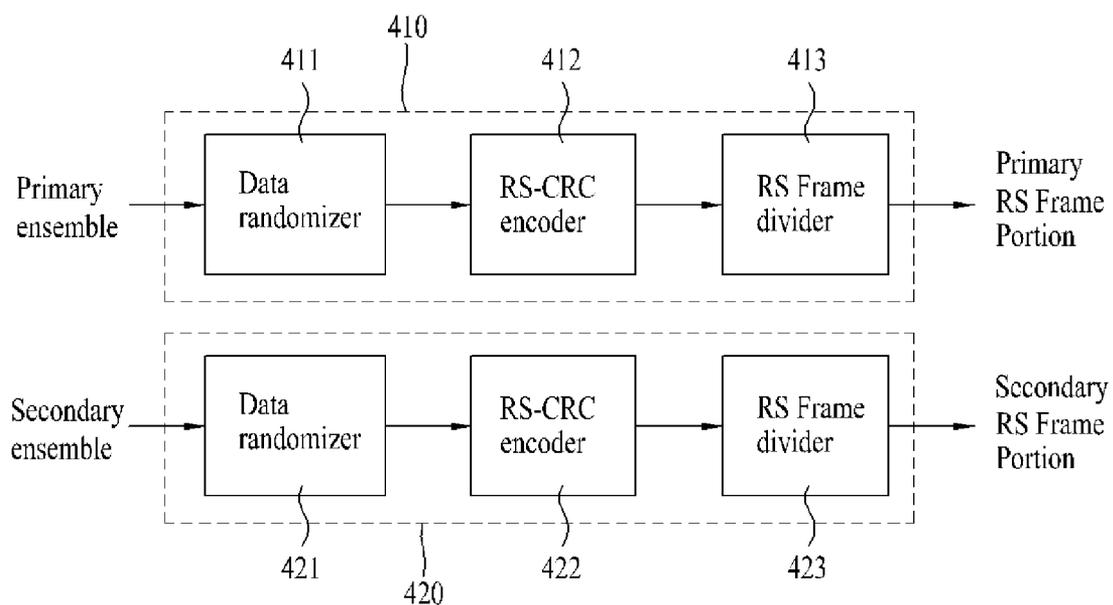 410
411
412
413
Primary
ensemble
Data
randomizer
RS-CRC
encoder
RS Frame
divider
Primary
RS Frame
Portion
Secondary
ensemble
Data
randomizer
RS-CRC
encoder
RS Frame
divider
Secondary
RS Frame
Portion
421
420
422
423